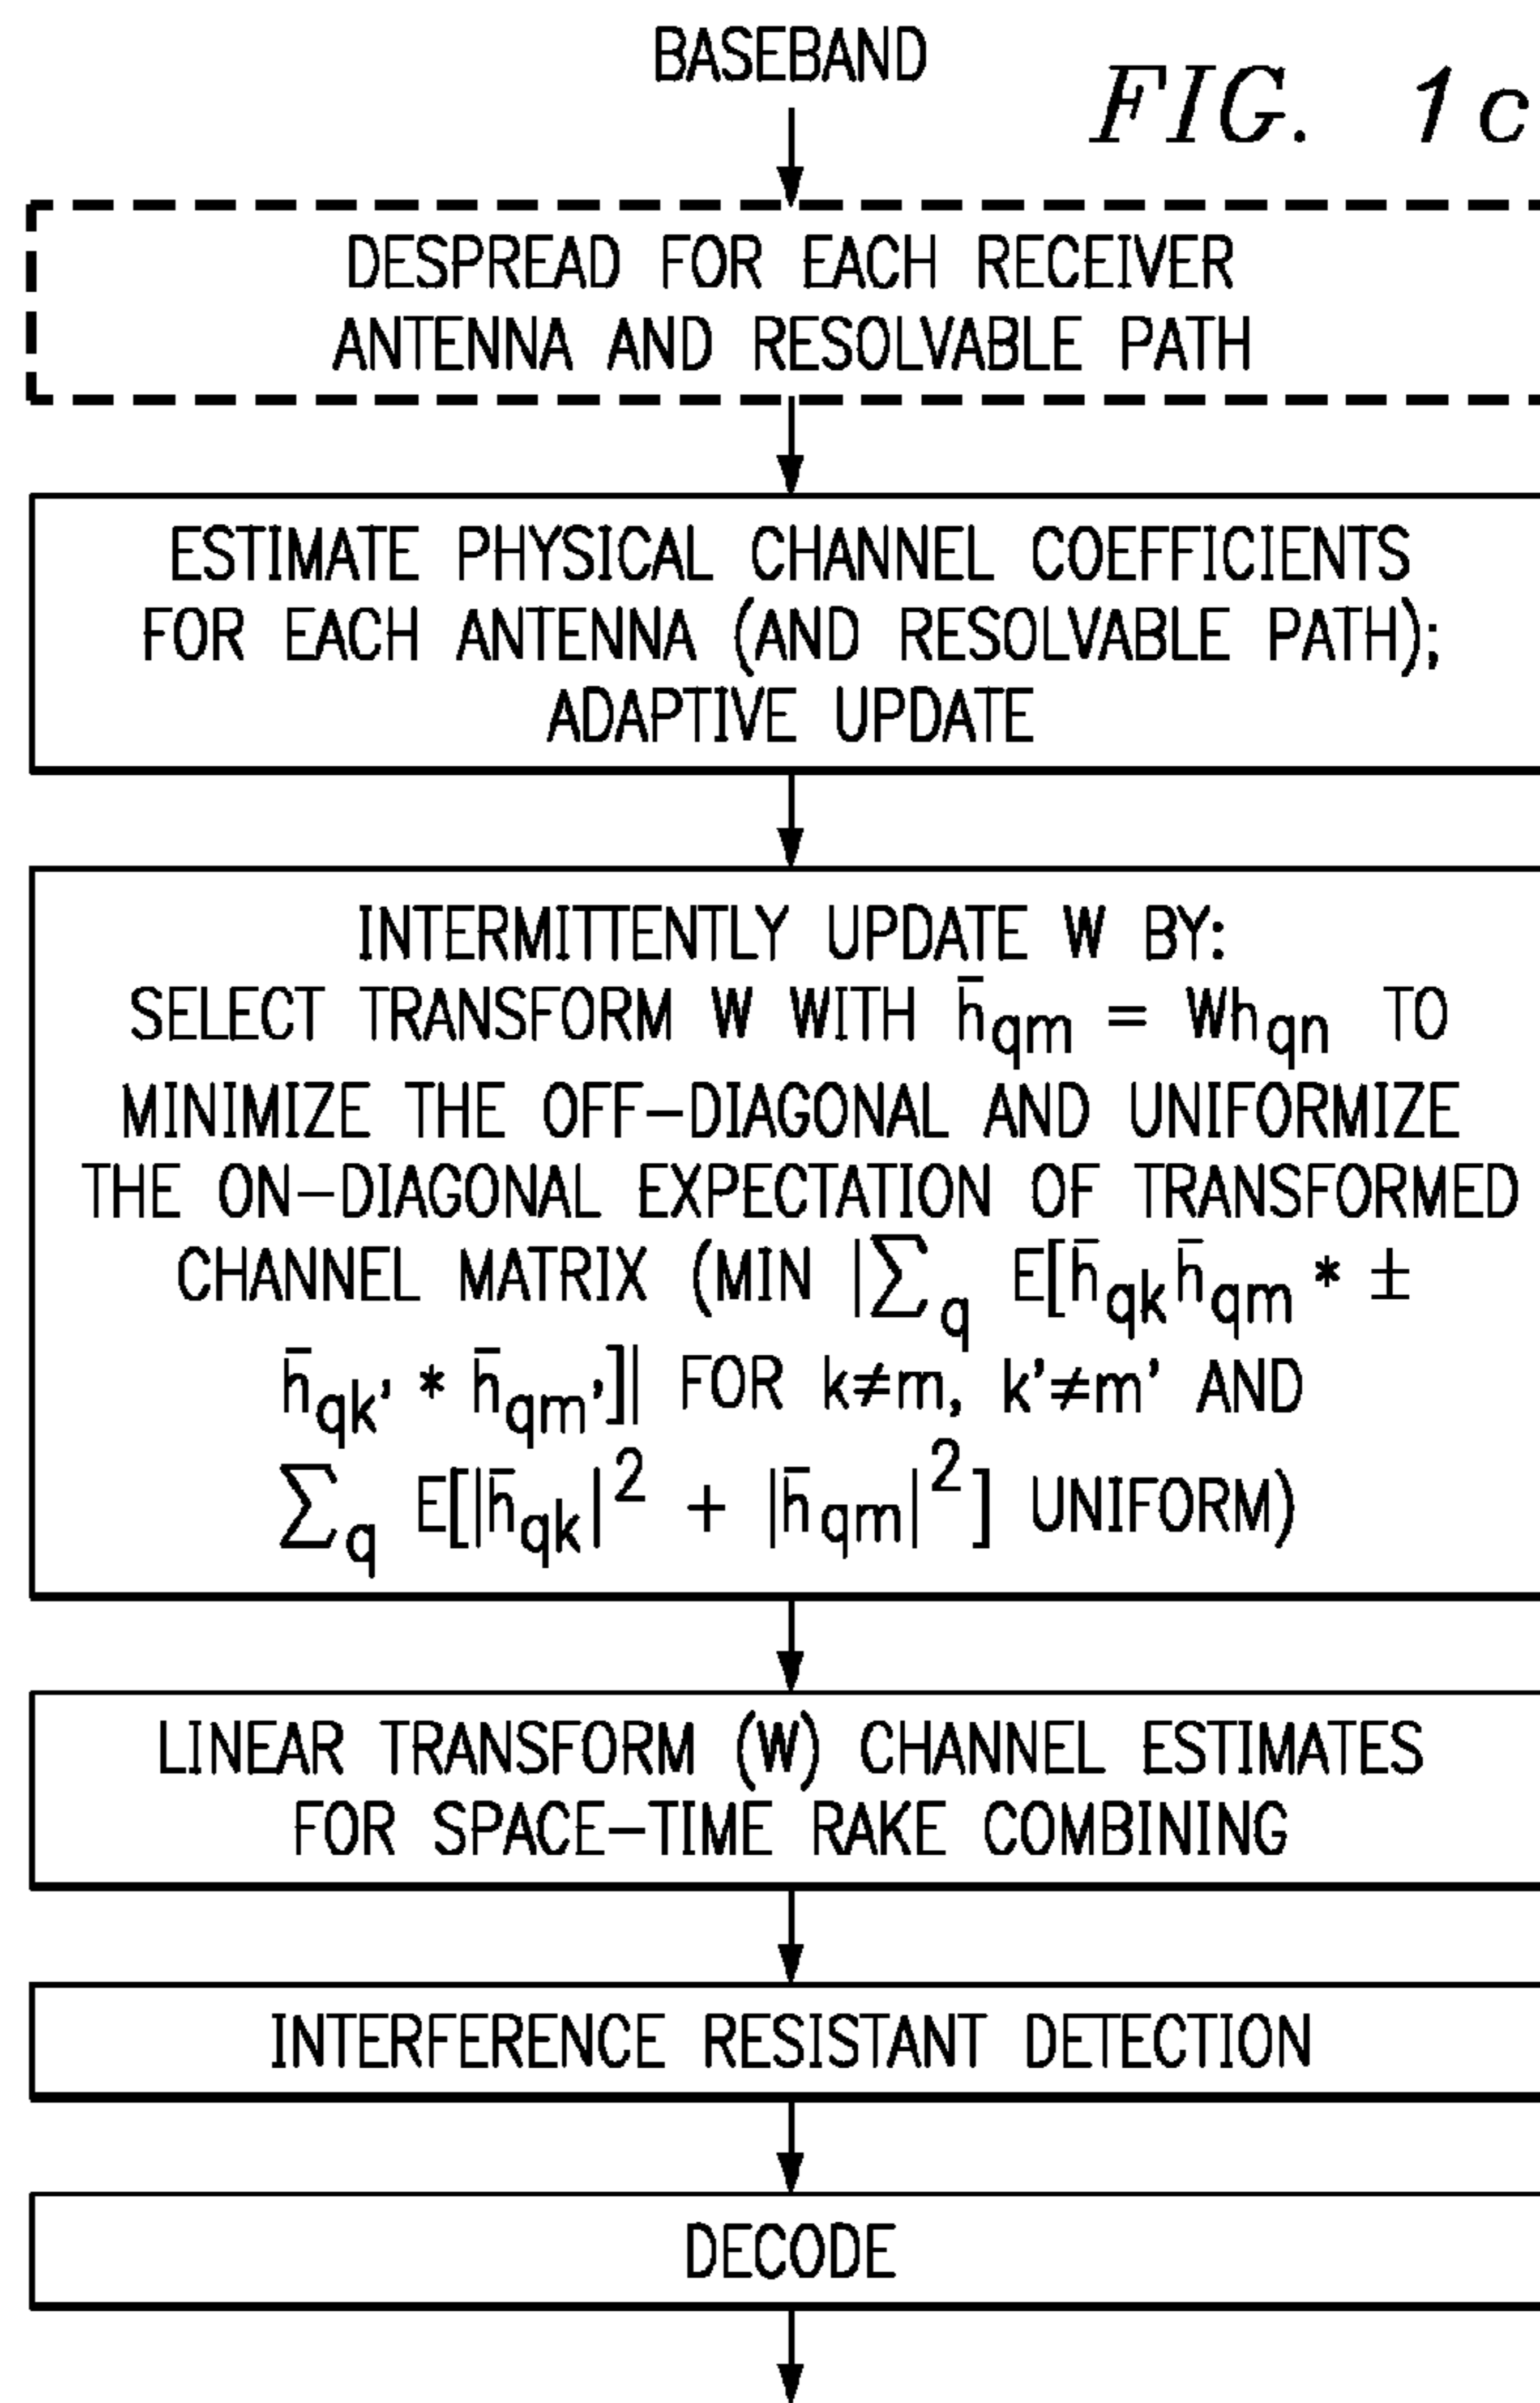 BASEBAND
FIG. 1c
DESPREAD FOR EACH RECEIVER
ANTENNA AND RESOLVABLE PATH
ESTIMATE PHYSICAL CHANNEL COEFFICIENTS
FOR EACH ANTENNA (AND RESOLVABLE PATH);
ADAPTIVE UPDATE
INTERMITTENTLY UPDATE W BY:
SELECT TRANSFORM W WITH h̄qm = Whqn TO
MINIMIZE THE OFF-DIAGONAL AND UNIFORMIZE
THE ON-DIAGONAL EXPECTATION OF TRANSFORMED
CHANNEL MATRIX (MIN |∑q E[h̄qk h̄qm* ±
h̄qk'* h̄qm']| FOR k≠m, k'≠m' AND
∑q E[|h̄qk|² + |h̄qm|²] UNIFORM)
LINEAR TRANSFORM (W) CHANNEL ESTIMATES
FOR SPACE-TIME RAKE COMBINING
INTERFERENCE RESISTANT DETECTION
DECODE